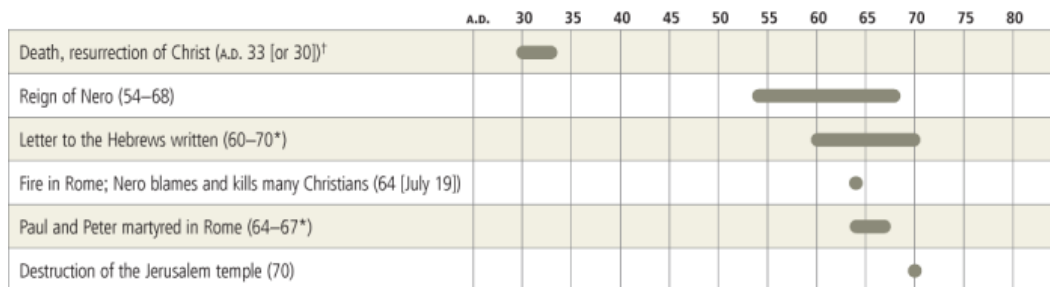 A.D. 30 35 40 45 50 55 60 65 70 75 80
Death, resurrection of Christ (A.D. 33 [or 30])†
Reign of Nero (54–68)
Letter to the Hebrews written (60–70*)
Fire in Rome; Nero blames and kills many Christians (64 [July 19])
Paul and Peter martyred in Rome (64–67*)
Destruction of the Jerusalem temple (70)